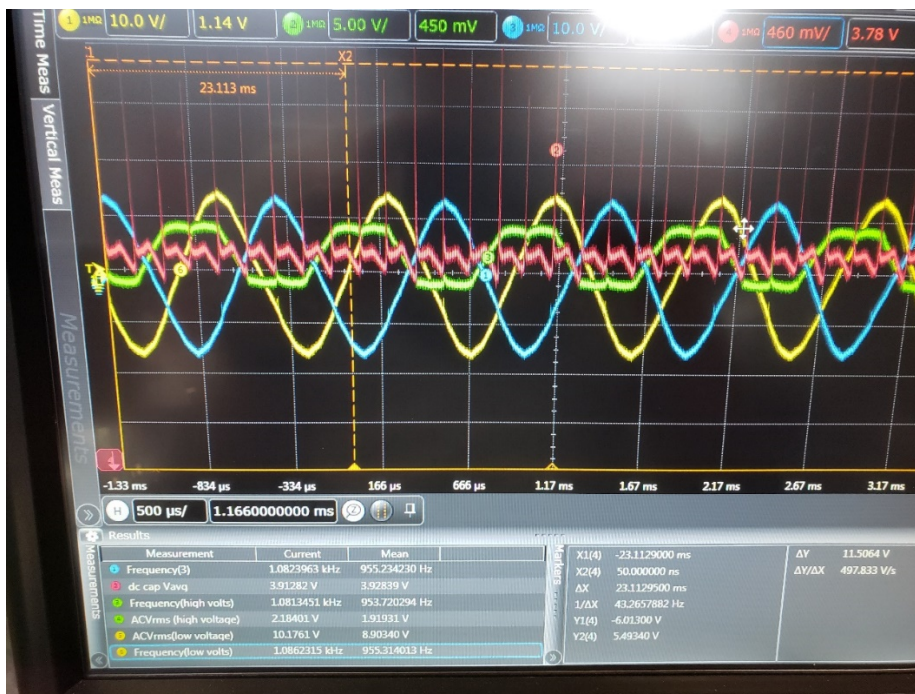 1 1MΩ 10.0 V/ 1.14 V 2 1MΩ 5.00 V/ 450 mV 3 1MΩ 10.0 V/ 4 1MΩ 460 mV/ 3.78 V
Time Meas
Vertical Meas
Measurements
1 X2
23.113 ms
-1.33 ms -834 µs -334 µs 166 µs 666 µs 1.17 ms 1.67 ms 2.17 ms 2.67 ms 3.17 ms
H 500 µs/ 1.1660000000 ms
Results
Measurements
Measurement Current Mean
Frequency(3) 1.0823963 kHz 955.234230 Hz
dc cap Vavg 3.91282 V 3.92839 V
Frequency(high volts) 1.0813451 kHz 953.720294 Hz
ACVrms (high voltage) 2.18401 V 1.91931 V
ACVrms(low voltage) 10.1761 V 8.90340 V
Frequency(low volts) 1.0862315 kHz 955.314013 Hz
Markers
X1(4) -23.1129000 ms
X2(4) 50.000000 ns
ΔX 23.1129500 ms
1/ΔX 43.2657882 Hz
Y1(4) -6.01300 V
Y2(4) 5.49340 V
ΔY 11.5064 V
ΔY/ΔX 497.833 V/s